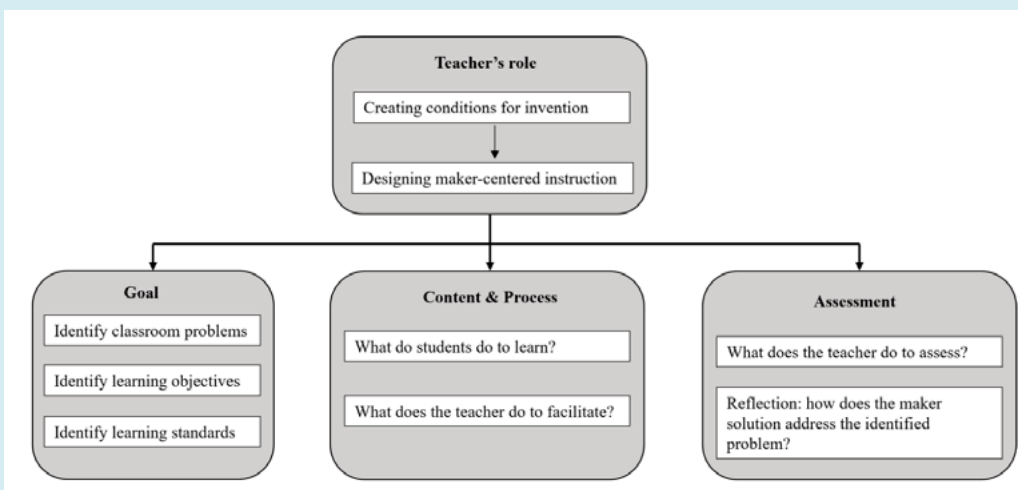 Teacher’s role
Creating conditions for invention
Designing maker-centered instruction
Goal
Identify classroom problems
Identify learning objectives
Identify learning standards
Content & Process
What do students do to learn?
What does the teacher do to facilitate?
Assessment
What does the teacher do to assess?
Reflection: how does the maker
solution address the identified
problem?